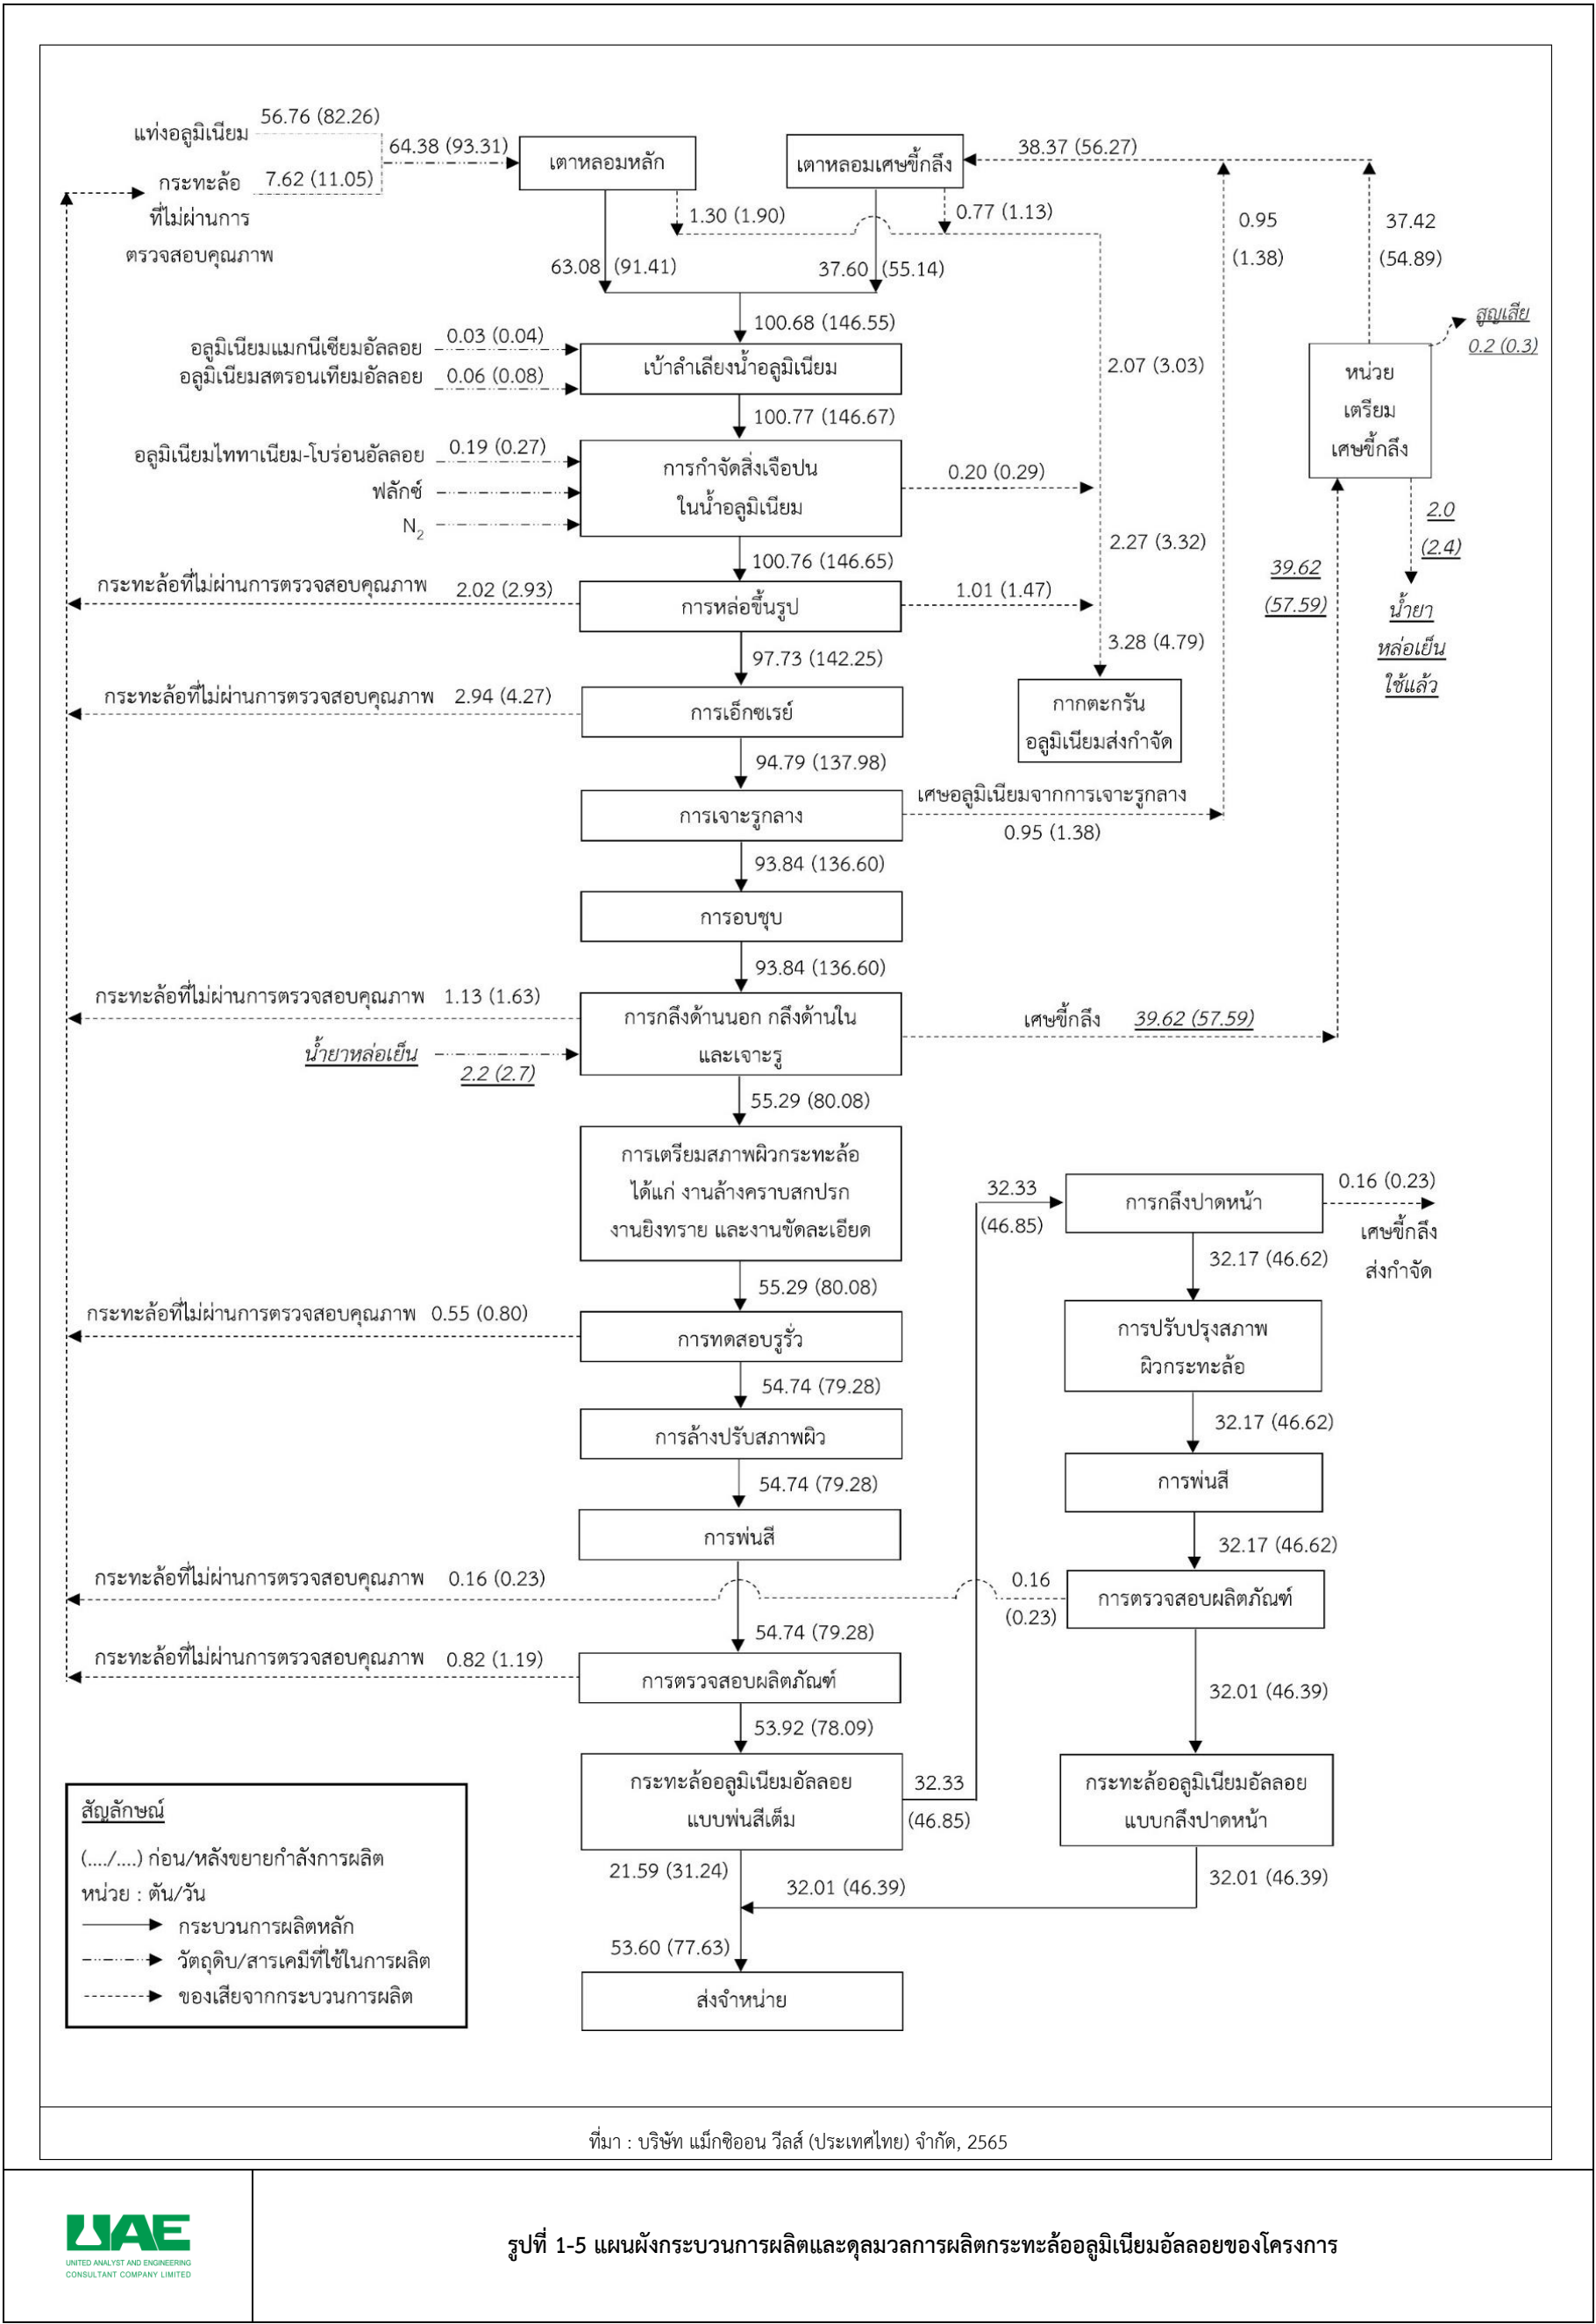 แท่งอลูมิเนียม
56.76 (82.26)
64.38 (93.31)
กระทะล้อ
ที่ไม่ผ่านการ
ตรวจสอบคุณภาพ
7.62 (11.05)
เตาหลอมหลัก
เตาหลอมเศษขี้กลึง
38.37 (56.27)
1.30 (1.90)
0.77 (1.13)
0.95
(1.38)
37.42
(54.89)
63.08 (91.41)
37.60 (55.14)
สูญเสีย
0.2 (0.3)
100.68 (146.55)
อลูมิเนียมแมกนีเซียมอัลลอย
0.03 (0.04)
อลูมิเนียมสตรอนเทียมอัลลอย
0.06 (0.08)
เบ้าลำเลียงน้ำอลูมิเนียม
2.07 (3.03)
หน่วย
เตรียม
เศษขี้กลึง
100.77 (146.67)
อลูมิเนียมไททาเนียม-โบร่อนอัลลอย
0.19 (0.27)
ฟลักซ์
N2
การกำจัดสิ่งเจือปน
ในน้ำอลูมิเนียม
0.20 (0.29)
2.0
(2.4)
น้ำยา
หล่อเย็น
ใช้แล้ว
2.27 (3.32)
39.62
(57.59)
100.76 (146.65)
กระทะล้อที่ไม่ผ่านการตรวจสอบคุณภาพ 2.02 (2.93)
การหล่อขึ้นรูป
1.01 (1.47)
3.28 (4.79)
97.73 (142.25)
กระทะล้อที่ไม่ผ่านการตรวจสอบคุณภาพ 2.94 (4.27)
การเอ็กซเรย์
กากตะกรัน
อลูมิเนียมส่งกำจัด
94.79 (137.98)
การเจาะรูกลาง
เศษอลูมิเนียมจากการเจาะรูกลาง
0.95 (1.38)
93.84 (136.60)
การอบชุบ
93.84 (136.60)
กระทะล้อที่ไม่ผ่านการตรวจสอบคุณภาพ 1.13 (1.63)
น้ำยาหล่อเย็น
2.2 (2.7)
การกลึงด้านนอก กลึงด้านใน
และเจาะรู
เศษขี้กลึง 39.62 (57.59)
55.29 (80.08)
การเตรียมสภาพผิวกระทะล้อ
ได้แก่ งานล้างคราบสกปรก
งานยิงทราย และงานขัดละเอียด
32.33
(46.85)
การกลึงปาดหน้า
0.16 (0.23)
เศษขี้กลึง
ส่งกำจัด
55.29 (80.08)
32.17 (46.62)
กระทะล้อที่ไม่ผ่านการตรวจสอบคุณภาพ 0.55 (0.80)
การทดสอบรูรั่ว
การปรับปรุงสภาพ
ผิวกระทะล้อ
54.74 (79.28)
32.17 (46.62)
การล้างปรับสภาพผิว
54.74 (79.28)
การพ่นสี
การพ่นสี
32.17 (46.62)
กระทะล้อที่ไม่ผ่านการตรวจสอบคุณภาพ 0.16 (0.23)
0.16
(0.23)
การตรวจสอบผลิตภัณฑ์
54.74 (79.28)
กระทะล้อที่ไม่ผ่านการตรวจสอบคุณภาพ 0.82 (1.19)
การตรวจสอบผลิตภัณฑ์
32.01 (46.39)
53.92 (78.09)
กระทะล้ออลูมิเนียมอัลลอย
แบบพ่นสีเต็ม
32.33
(46.85)
กระทะล้ออลูมิเนียมอัลลอย
แบบกลึงปาดหน้า
21.59 (31.24)
32.01 (46.39)
32.01 (46.39)
53.60 (77.63)
ส่งจำหน่าย
สัญลักษณ์
(..../....) ก่อน/หลังขยายกำลังการผลิต
หน่วย : ตัน/วัน
กระบวนการผลิตหลัก
วัตถุดิบ/สารเคมีที่ใช้ในการผลิต
ของเสียจากกระบวนการผลิต
ที่มา : บริษัท แม็กซิออน วีลส์ (ประเทศไทย) จำกัด, 2565
UAE
UNITED ANALYST AND ENGINEERING
CONSULTANT COMPANY LIMITED
รูปที่ 1-5 แผนผังกระบวนการผลิตและดุลมวลการผลิตกระทะล้ออลูมิเนียมอัลลอยของโครงการ